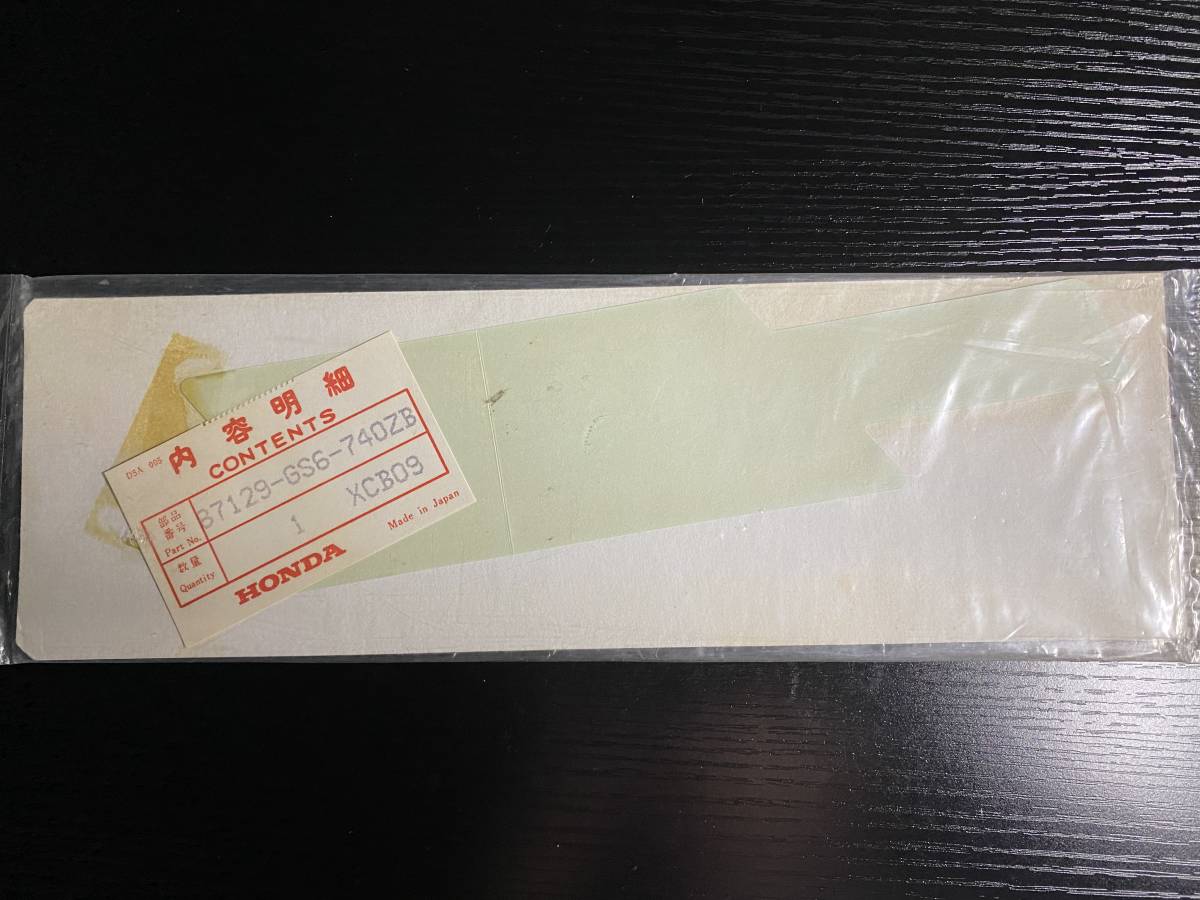 DSA 005
内容明細
CONTENTS
部品番号
Part No.
87129-GS6-740ZB
数量
Quantity
1 XCB09
HONDA
Made in Japan